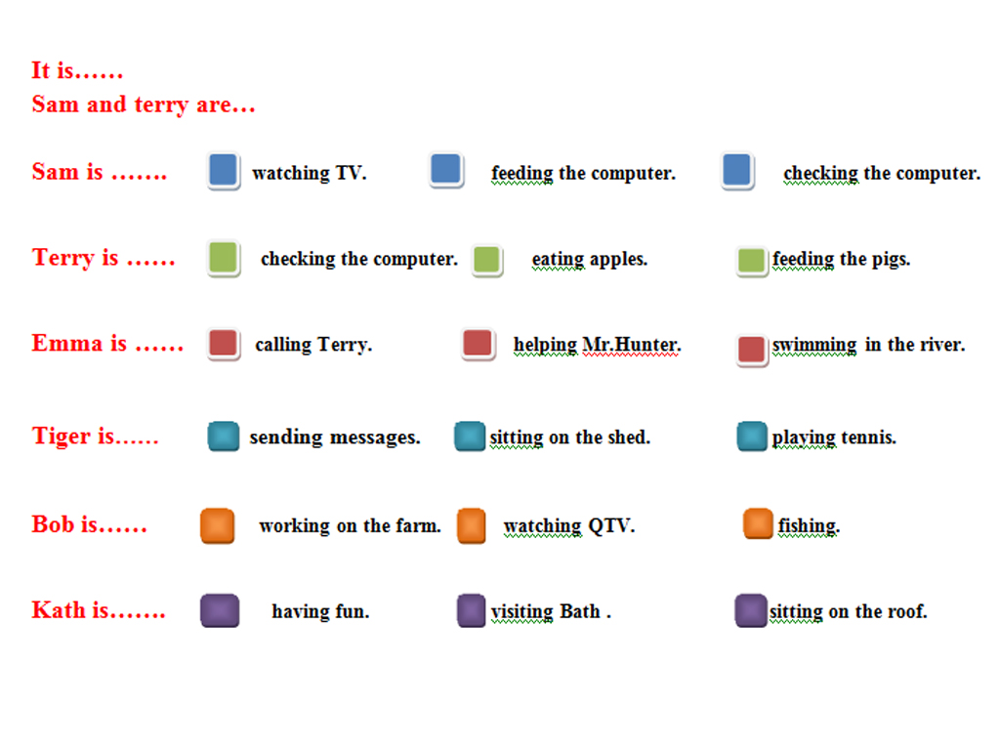 It is……
Sam and terry are…
Sam is ……. watching TV. feeding the computer. checking the computer.
Terry is …… checking the computer. eating apples. feeding the pigs.
Emma is …… calling Terry. helping Mr.Hunter. swimming in the river.
Tiger is…… sending messages. sitting on the shed. playing tennis.
Bob is…… working on the farm. watching QTV. fishing.
Kath is……. having fun. visiting Bath . sitting on the roof.